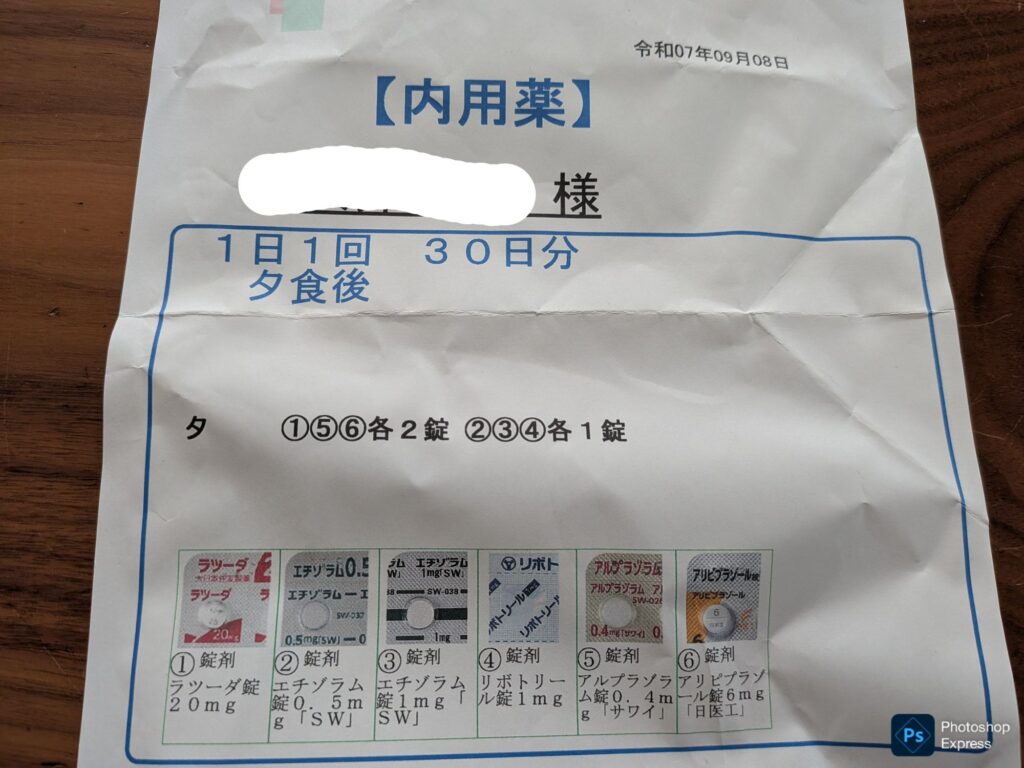 令和07年09月08日
【内用薬】
様
1日1回 30日分
夕食後
夕 ①⑤⑥各2錠 ②③④各1錠
ラツーダ
ラツーダ
20mg
エチゾラム0.5
エチゾラム
0.5mg(SW)
エチゾラム
1mg「SW」
SW-038
1mg
リボト
リボトリール
アルプラゾラム
アルプラゾラム
SW-026
0.4mg(サワイ)
アリピプラゾール錠
アリピプラゾール
6
① 錠剤
ラツーダ錠
20mg
② 錠剤
エチゾラム
錠0.5m
g「SW」
③ 錠剤
エチゾラム
錠1mg「
SW」
④ 錠剤
リボトリー
ル錠1mg
⑤ 錠剤
アルプラゾラ
ム錠0.4m
g「サワイ」
⑥ 錠剤
アリピプラゾ
ール錠6mg
「日医工」
Ps
Photoshop
Express